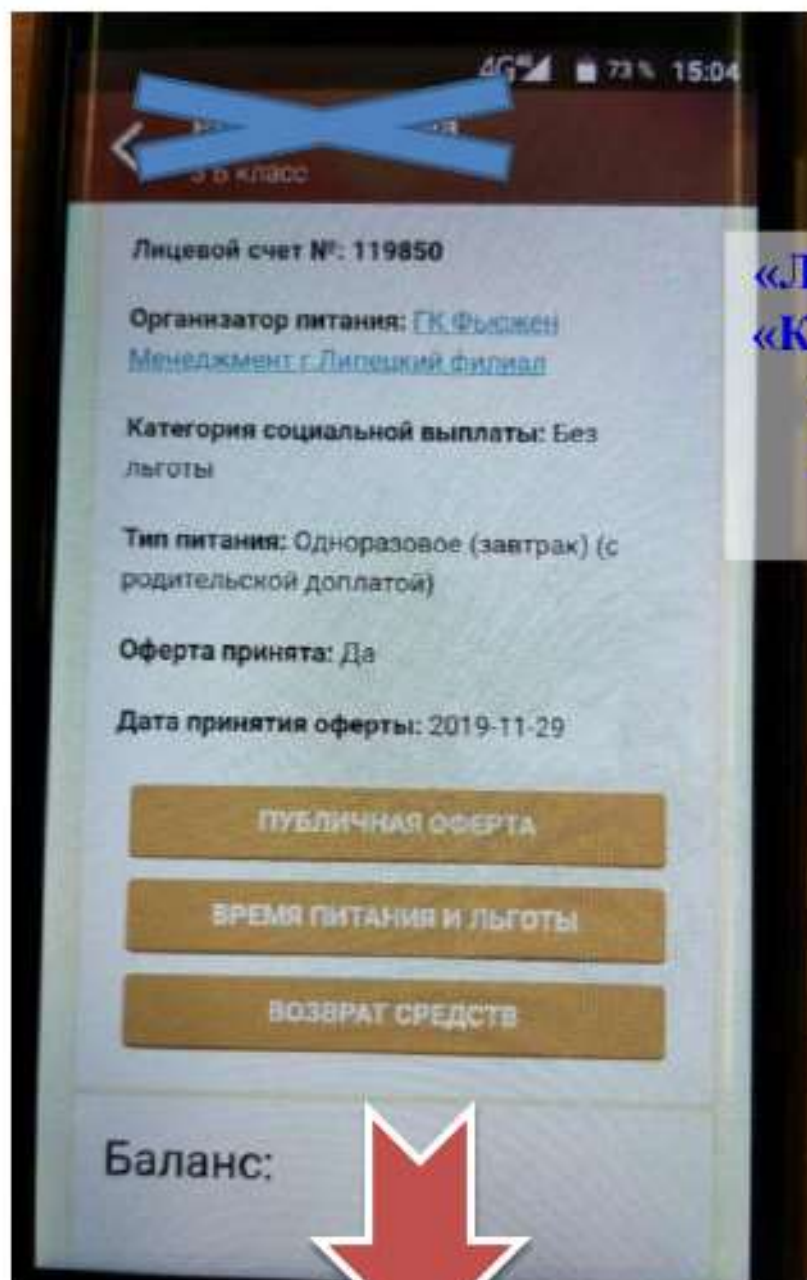 4G 73% 15:04
3 Б класс
Лицевой счет №: 119850
«Л
Организатор питания: ГК Фьюжен
«К
Менеджмент г.Липецкий филиал
Категория социальной выплаты: Без
льготы
Тип питания: Одноразовое (завтрак) (с
родительской доплатой)
Оферта принята: Да
Дата принятия оферты: 2019-11-29
ПУБЛИЧНАЯ ОФЕРТА
ВРЕМЯ ПИТАНИЯ И ЛЬГОТЫ
ВОЗВРАТ СРЕДСТВ
Баланс: